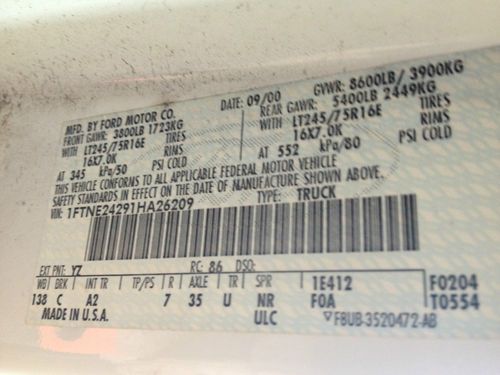 MFD. BY FORD MOTOR CO.
DATE: 09/00 GVWR: 8600LB/ 3900KG
FRONT GAWR: 3800LB 1723KG
REAR GAWR: 5400LB 2449KG
WITH LT245/75R16E TIRES
WITH LT245/75R16E TIRES
16X7.0K
16X7.0K
AT 345 kPa/50 PSI COLD
AT 552 kPa/80 PSI COLD
THIS VEHICLE CONFORMS TO ALL APPLICABLE FEDERAL MOTOR VEHICLE
SAFETY STANDARDS IN EFFECT ON THE DATE OF MANUFACTURE SHOWN ABOVE.
1FTNE24291HA26209 TYPE: TRUCK
EXT PNT: YZ RC: 86 DSO:
WB BRK INT TR TP/PS R AXLE TR SPR 1E412 F0204
138 C A2 7 35 U NR F0A T0554
MADE IN U.S.A. ULC ▽F8UB-3520472-AB